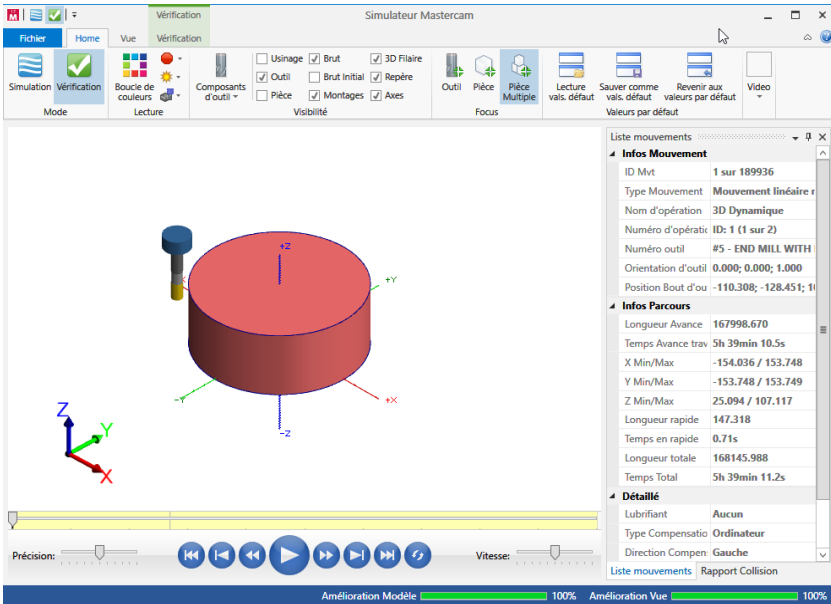 Vérification
Simulateur Mastercam
Fichier
Home
Vue
Vérification
Simulation
Vérification
Mode
Boucle de
couleurs
Lecture
Composants
d'outil
Usinage
Brut
3D Filaire
Outil
Brut Initial
Repère
Pièce
Montages
Axes
Visibilité
Outil
Pièce
Pièce
Multiple
Focus
Lecture
vals. défaut
Sauver comme
vals. défaut
Revenir aux
valeurs par défaut
Valeurs par défaut
Video
+Z
+Y
-Y
+X
-Z
Z
Y
X
Liste mouvements
Infos Mouvement
ID Mvt 1 sur 189936
Type Mouvement Mouvement linéaire r
Nom d'opération 3D Dynamique
Numéro d'opératic ID: 1 (1 sur 2)
Numéro outil #5 - END MILL WITH
Orientation d'outil 0.000; 0.000; 1.000
Position Bout d'ou -110.308; -128.451; 1
Infos Parcours
Longueur Avance 167998.670
Temps Avance trav 5h 39min 10.5s
X Min/Max -154.036 / 153.748
Y Min/Max -153.748 / 153.749
Z Min/Max 25.094 / 107.117
Longueur rapide 147.318
Temps en rapide 0.71s
Longueur totale 168145.988
Temps Total 5h 39min 11.2s
Détaillé
Lubrifiant Aucun
Type Compensatio Ordinateur
Direction Compen Gauche
Liste mouvements Rapport Collision
Précision:
Vitesse:
Amélioration Modèle 100% Amélioration Vue 100%